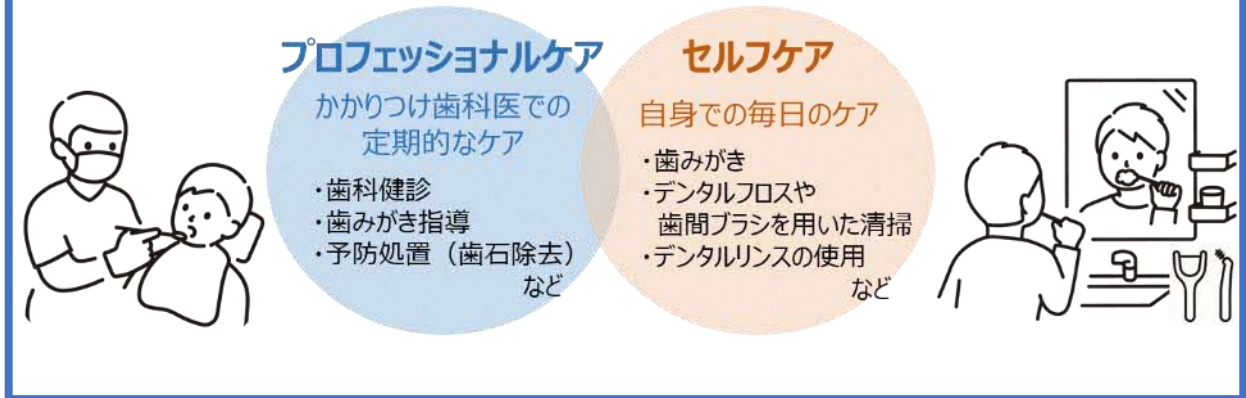 プロフェッショナルケア
かかりつけ歯科医での
定期的なケア
・歯科健診
・歯みがき指導
・予防処置（歯石除去）
など
セルフケア
自身での毎日のケア
・歯みがき
・デンタルフロスや
歯間ブラシを用いた清掃
・デンタルリンスの使用
など